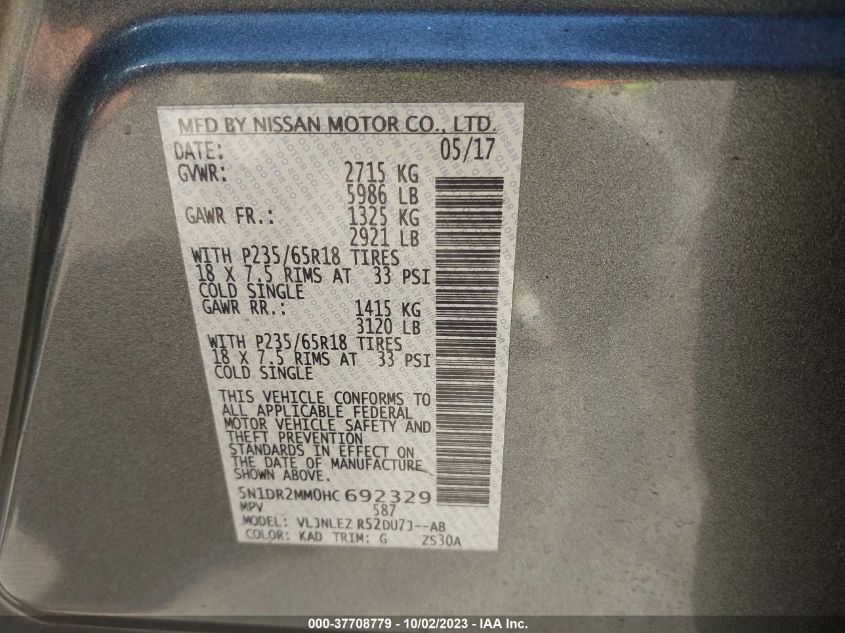 MFD BY NISSAN MOTOR CO., LTD.
DATE: 05/17
GVWR: 2715 KG
5986 LB
GAWR FR.: 1325 KG
2921 LB
WITH P235/65R18 TIRES
18 X 7.5 RIMS AT 33 PSI
COLD SINGLE
GAWR RR.: 1415 KG
3120 LB
WITH P235/65R18 TIRES
18 X 7.5 RIMS AT 33 PSI
COLD SINGLE
THIS VEHICLE CONFORMS TO
ALL APPLICABLE FEDERAL
MOTOR VEHICLE SAFETY AND
THEFT PREVENTION
STANDARDS IN EFFECT ON
THE DATE OF MANUFACTURE
SHOWN ABOVE.
5N1DR2MM0HC692329
MPV 587
MODEL: VLJNLEZ R52DU7J--AB
COLOR: KAD TRIM: G ZS30A
000-37708779 - 10/02/2023 - IAA Inc.